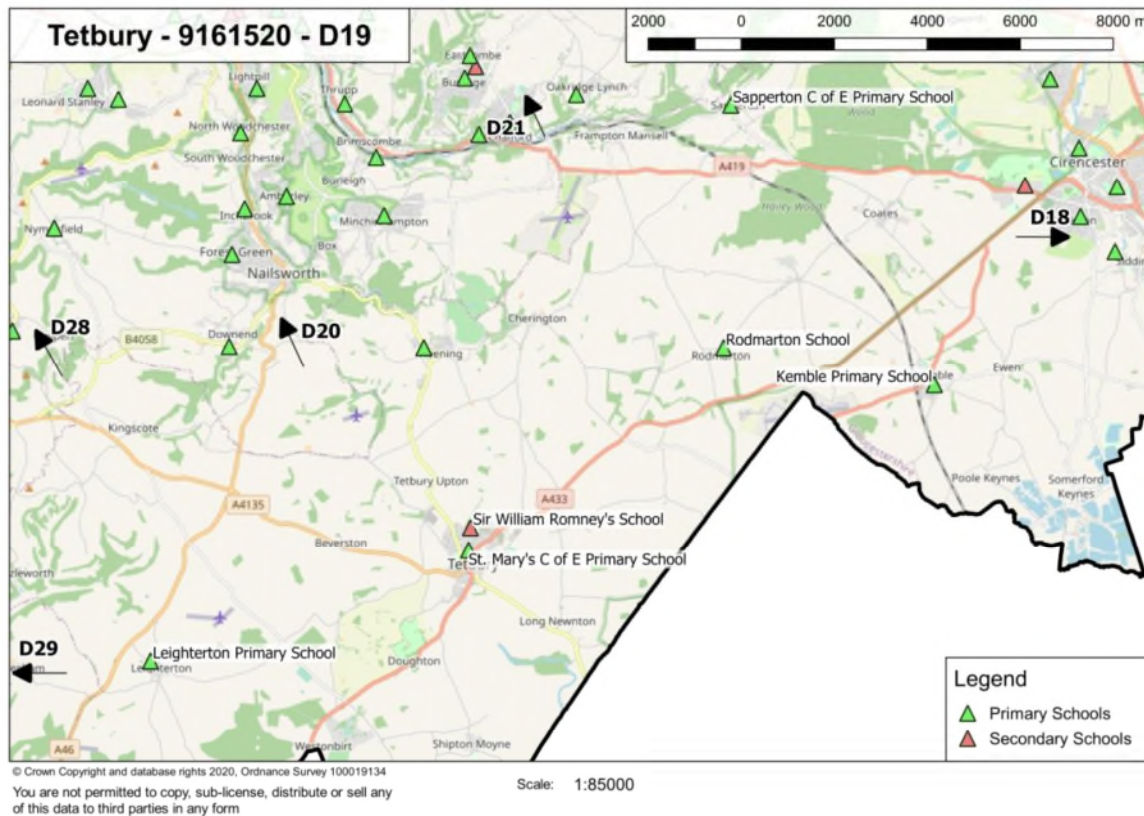 Tetbury - 9161520 - D19
2000 0 2000 4000 6000 8000 m
Eastcombe
Lightpill
Leonard Stanley
Thrupp
Oakridge Lynch
Sapperton C of E Primary School
North Woodchester
D21
Frampton Mansell
Brimscombe
Cirencester
South Woodchester
Burleigh
A419
Amberley
Minchinhampton
Coates
D18
Nympsfield
Box
Forest Green
Nailsworth
Cherington
D28
D20
B4058
Downend
Rodmarton School
Rodmarton
Ewen
Kemble Primary School
Kingscote
Tetbury Upton
A433
Poole Keynes
Somerford
Keynes
A4135
Sir William Romney's School
Beverston
St. Mary's C of E Primary School
Tetbury
Long Newnton
D29
Leighterton Primary School
Leighterton
Doughton
Legend
Primary Schools
Secondary Schools
A46
Westonbirt
Shipton Moyne
© Crown Copyright and database rights 2020, Ordnance Survey 100019134
You are not permitted to copy, sub-license, distribute or sell any
of this data to third parties in any form
Scale: 1:85000